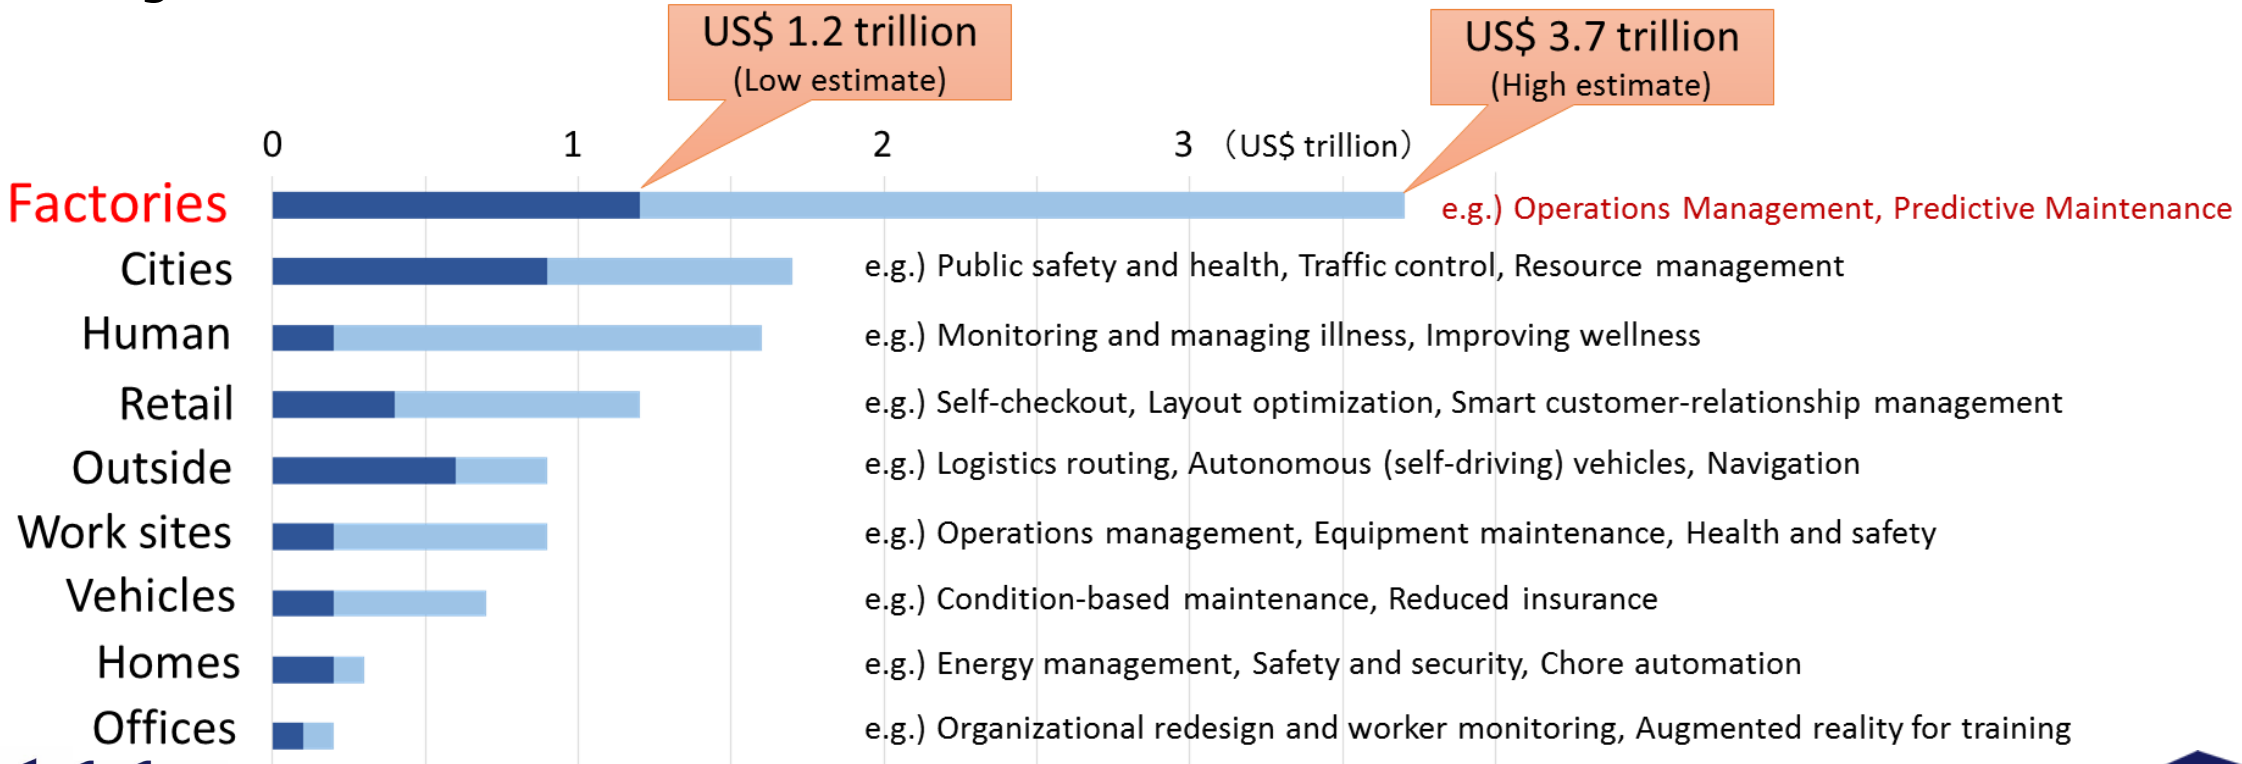 US$ 1.2 trillion
(Low estimate)
US$ 3.7 trillion
(High estimate)
0 1 2 3 （US$ trillion）
Factories e.g.) Operations Management, Predictive Maintenance
Cities e.g.) Public safety and health, Traffic control, Resource management
Human e.g.) Monitoring and managing illness, Improving wellness
Retail e.g.) Self-checkout, Layout optimization, Smart customer-relationship management
Outside e.g.) Logistics routing, Autonomous (self-driving) vehicles, Navigation
Work sites e.g.) Operations management, Equipment maintenance, Health and safety
Vehicles e.g.) Condition-based maintenance, Reduced insurance
Homes e.g.) Energy management, Safety and security, Chore automation
Offices e.g.) Organizational redesign and worker monitoring, Augmented reality for training